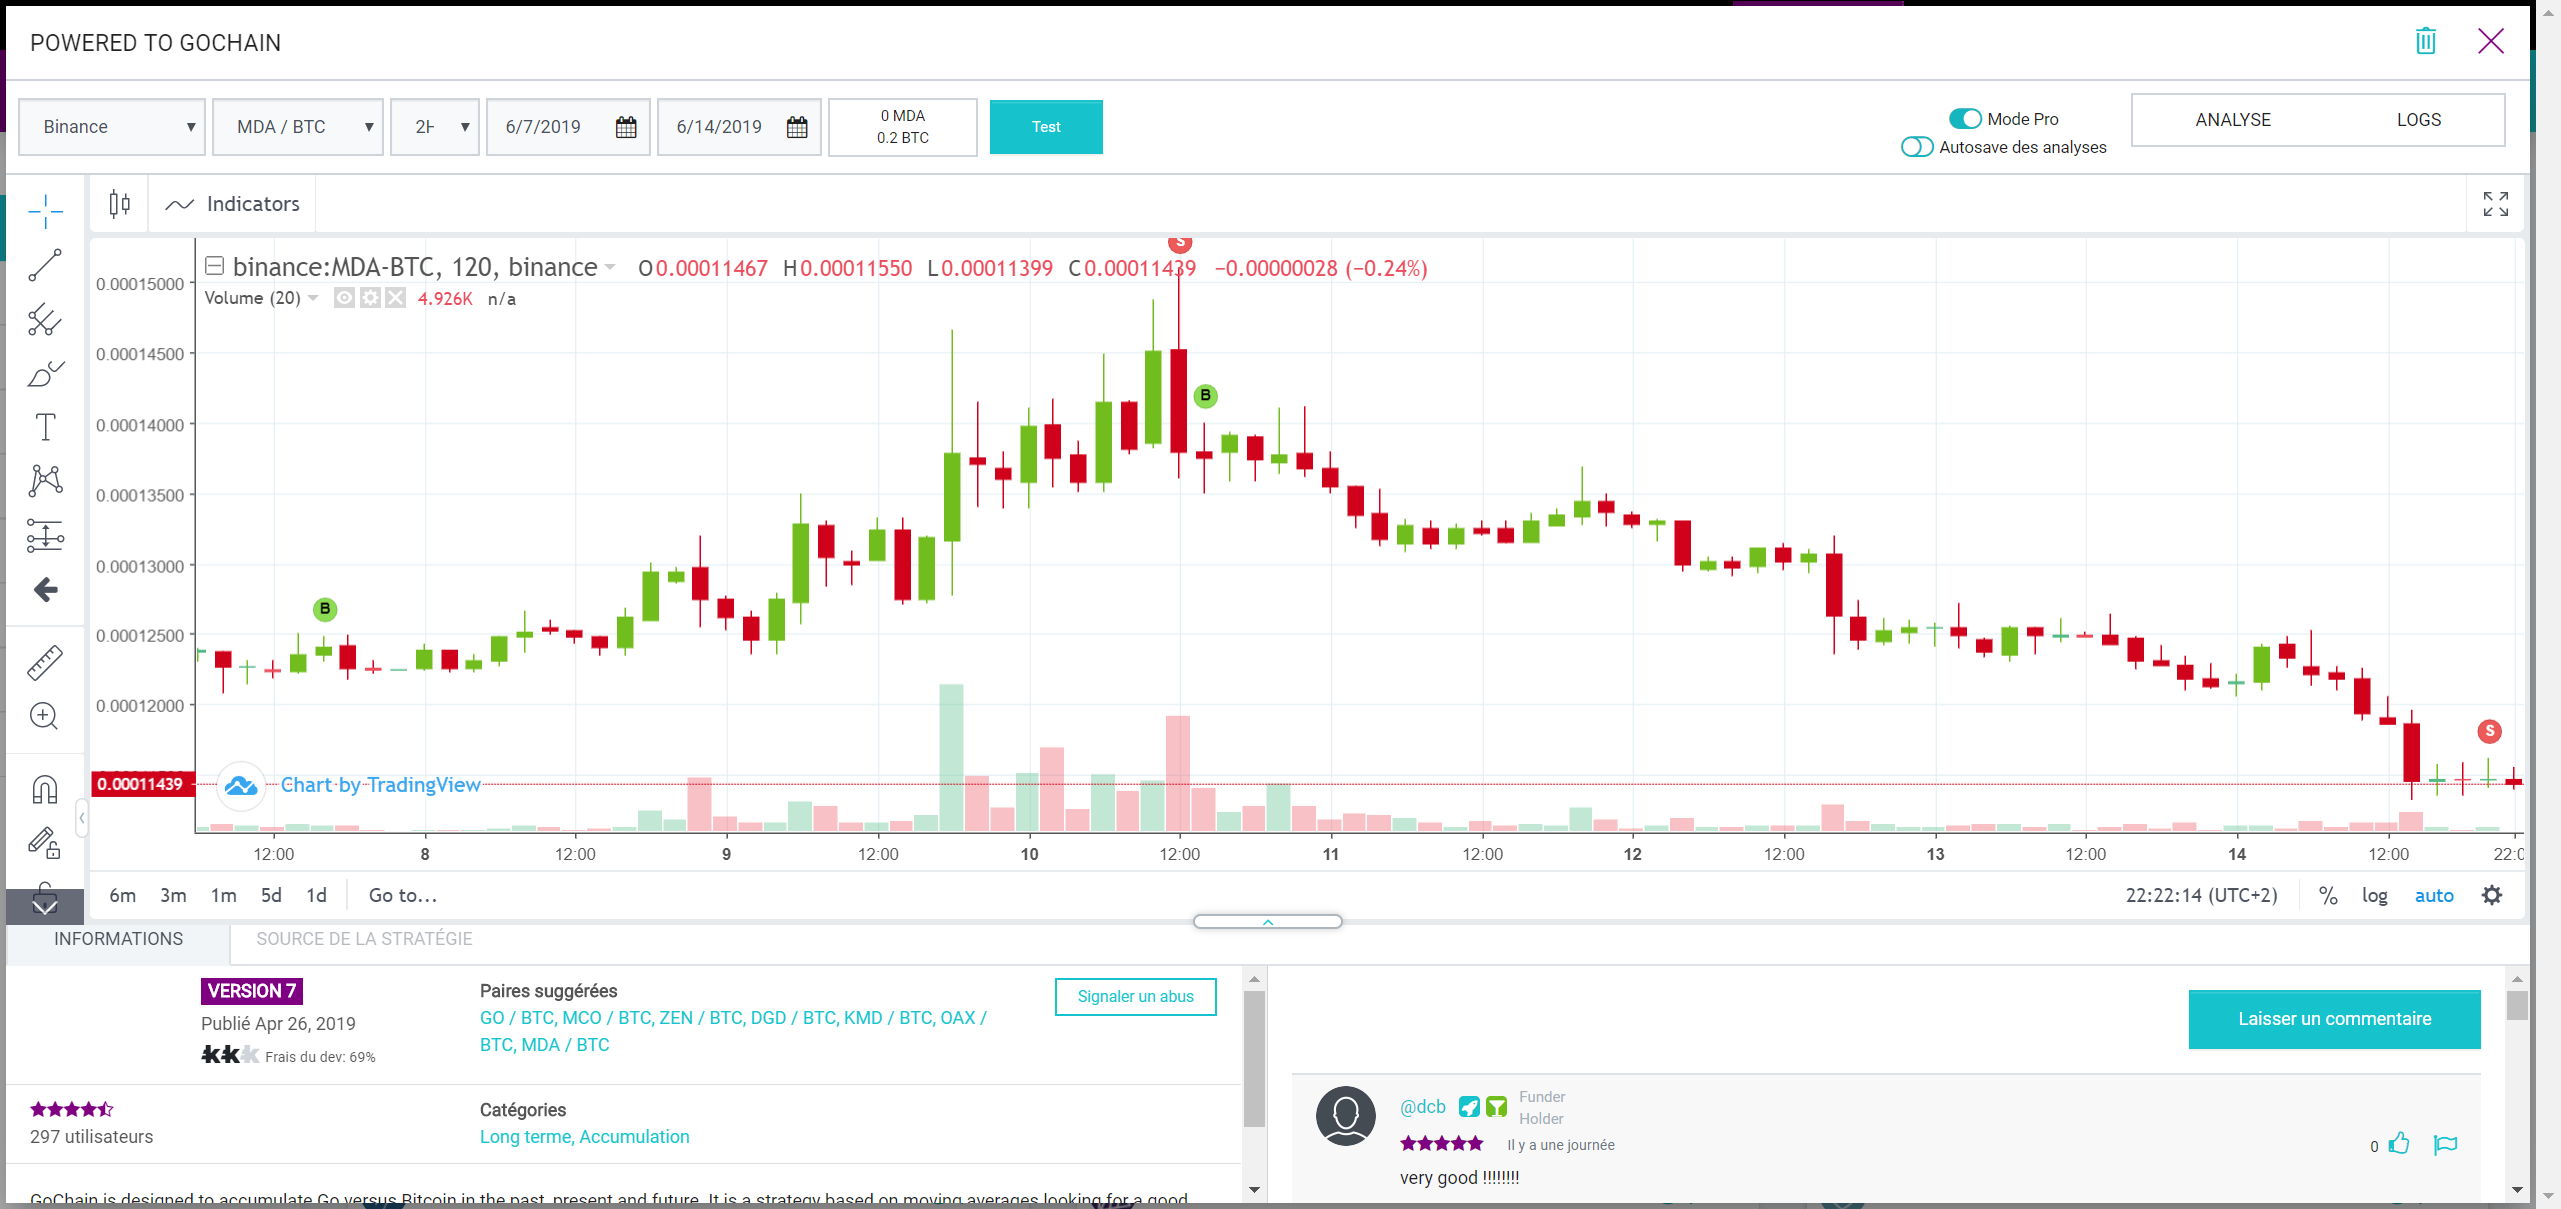 POWERED TO GOCHAIN
Binance
MDA / BTC
2H
6/7/2019
6/14/2019
0 MDA
0.2 BTC
Test
Mode Pro
Autosave des analyses
ANALYSE
LOGS
Indicators
S
binance:MDA-BTC, 120, binance O0.00011467 H0.00011550 L0.00011399 C0.00011439 −0.00000028 (−0.24%)
Volume (20) 4.926K n/a
0.00015000
0.00014500
B
0.00014000
0.00013500
0.00013000
B
0.00012500
0.00012000
S
0.00011439
Chart by TradingView
12:00 8 12:00 9 12:00 10 12:00 11 12:00 12 12:00 13 12:00 14 12:00 22:0
6m 3m 1m 5d 1d Go to...
22:22:14 (UTC+2) % log auto
INFORMATIONS
SOURCE DE LA STRATÉGIE
VERSION 7
Publié Apr 26, 2019
Frais du dev: 69%
Paires suggérées
GO / BTC, MCO / BTC, ZEN / BTC, DGD / BTC, KMD / BTC, OAX /
BTC, MDA / BTC
Signaler un abus
297 utilisateurs
Catégories
Long terme, Accumulation
GoChain is designed to accumulate Go versus Bitcoin in the past, present and future. It is a strategy based on moving averages looking for a good
Laisser un commentaire
@dcb
Funder
Holder
Il y a une journée
0
very good !!!!!!!!